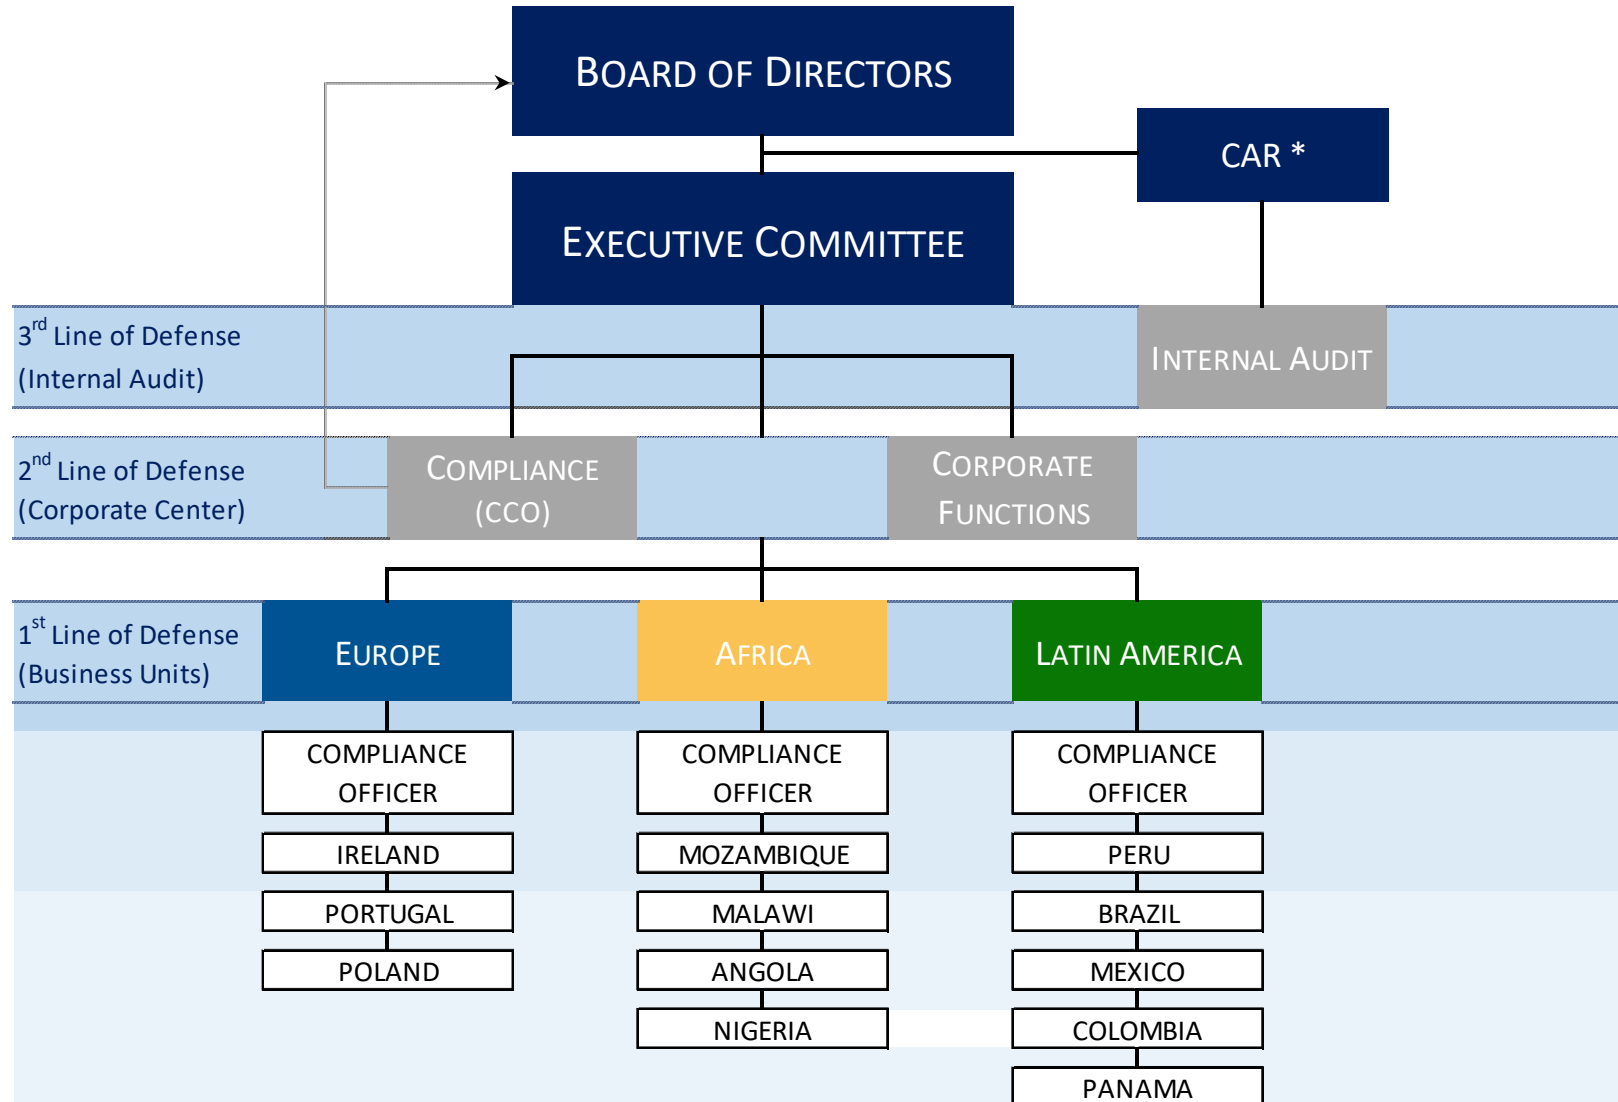 BOARD OF DIRECTORS
CAR *
EXECUTIVE COMMITTEE
3rd Line of Defense
(Internal Audit)
INTERNAL AUDIT
2nd Line of Defense
(Corporate Center)
COMPLIANCE
(CCO)
CORPORATE
FUNCTIONS
1st Line of Defense
(Business Units)
EUROPE
AFRICA
LATIN AMERICA
COMPLIANCE
OFFICER
IRELAND
PORTUGAL
POLAND
COMPLIANCE
OFFICER
MOZAMBIQUE
MALAWI
ANGOLA
NIGERIA
COMPLIANCE
OFFICER
PERU
BRAZIL
MEXICO
COLOMBIA
PANAMA